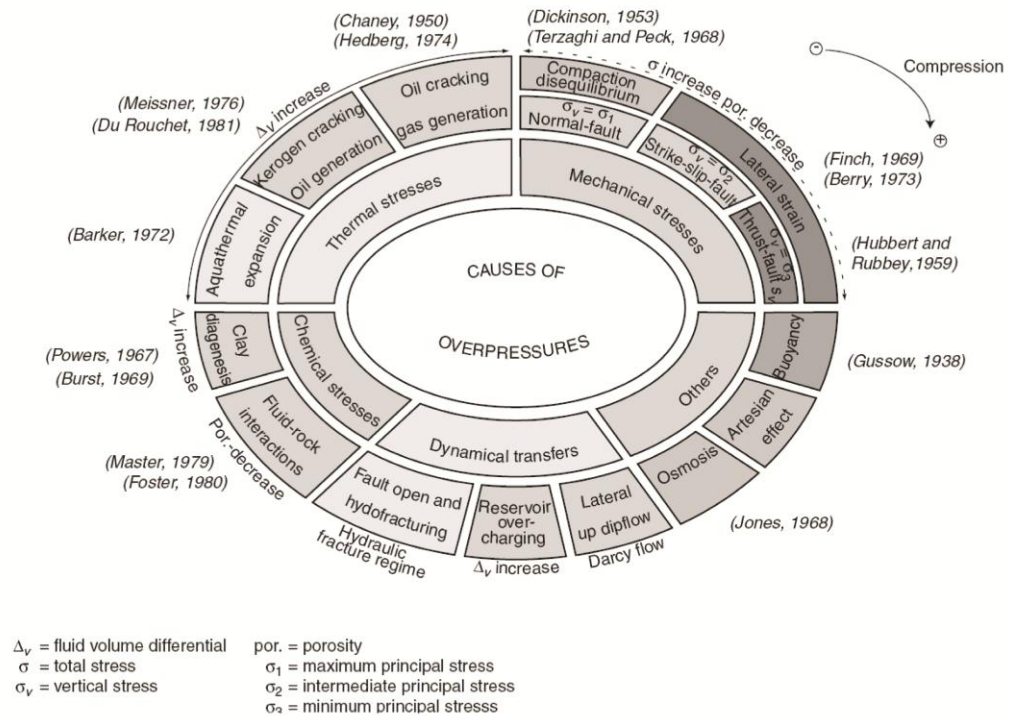 (Chaney, 1950)
(Hedberg, 1974)
(Dickinson, 1953)
(Terzaghi and Peck, 1968)
-
Compression
+
(Meissner, 1976)
(Du Rouchet, 1981)
Δv increase
Oil cracking
gas generation
Compaction
disequilibrium
σv = σ1
Normal-fault
σ increase por. decrease
Kerogen cracking
Oil generation
σv = σ2
Strike-slip-fault
Lateral strain
(Finch, 1969)
(Berry, 1973)
Thermal stresses
Mechanical stresses
(Barker, 1972)
Aquathermal
expansion
σv = σ3
Thrust-fault sv
(Hubbert and
Rubbey, 1959)
CAUSES OF
OVERPRESSURES
Δv increase
(Powers, 1967)
(Burst, 1969)
Clay
diagenesis
Chemical stresses
Others
Buoyancy
(Gussow, 1938)
Fluid-rock
interactions
Por.-decrease
Dynamical transfers
Artesian
effect
Osmosis
(Master, 1979)
(Foster, 1980)
Fault open and
hydofracturing
Hydraulic
fracture regime
Reservoir
over-
charging
Δv increase
Lateral
up dipflow
Darcy flow
(Jones, 1968)
Δv = fluid volume differential
σ = total stress
σv = vertical stress
por. = porosity
σ1 = maximum principal stress
σ2 = intermediate principal stress
σ3 = minimum principal stresss